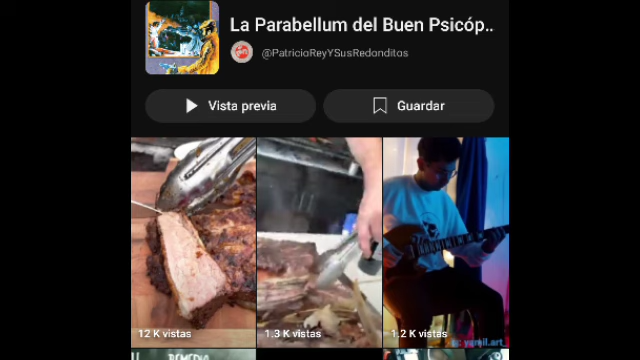 La Parabellum del Buen Psicóp..
@PatricioReyYSusRedonditos
Vista previa
Guardar
12 K vistas
1.3 K vistas
1.2 K vistas